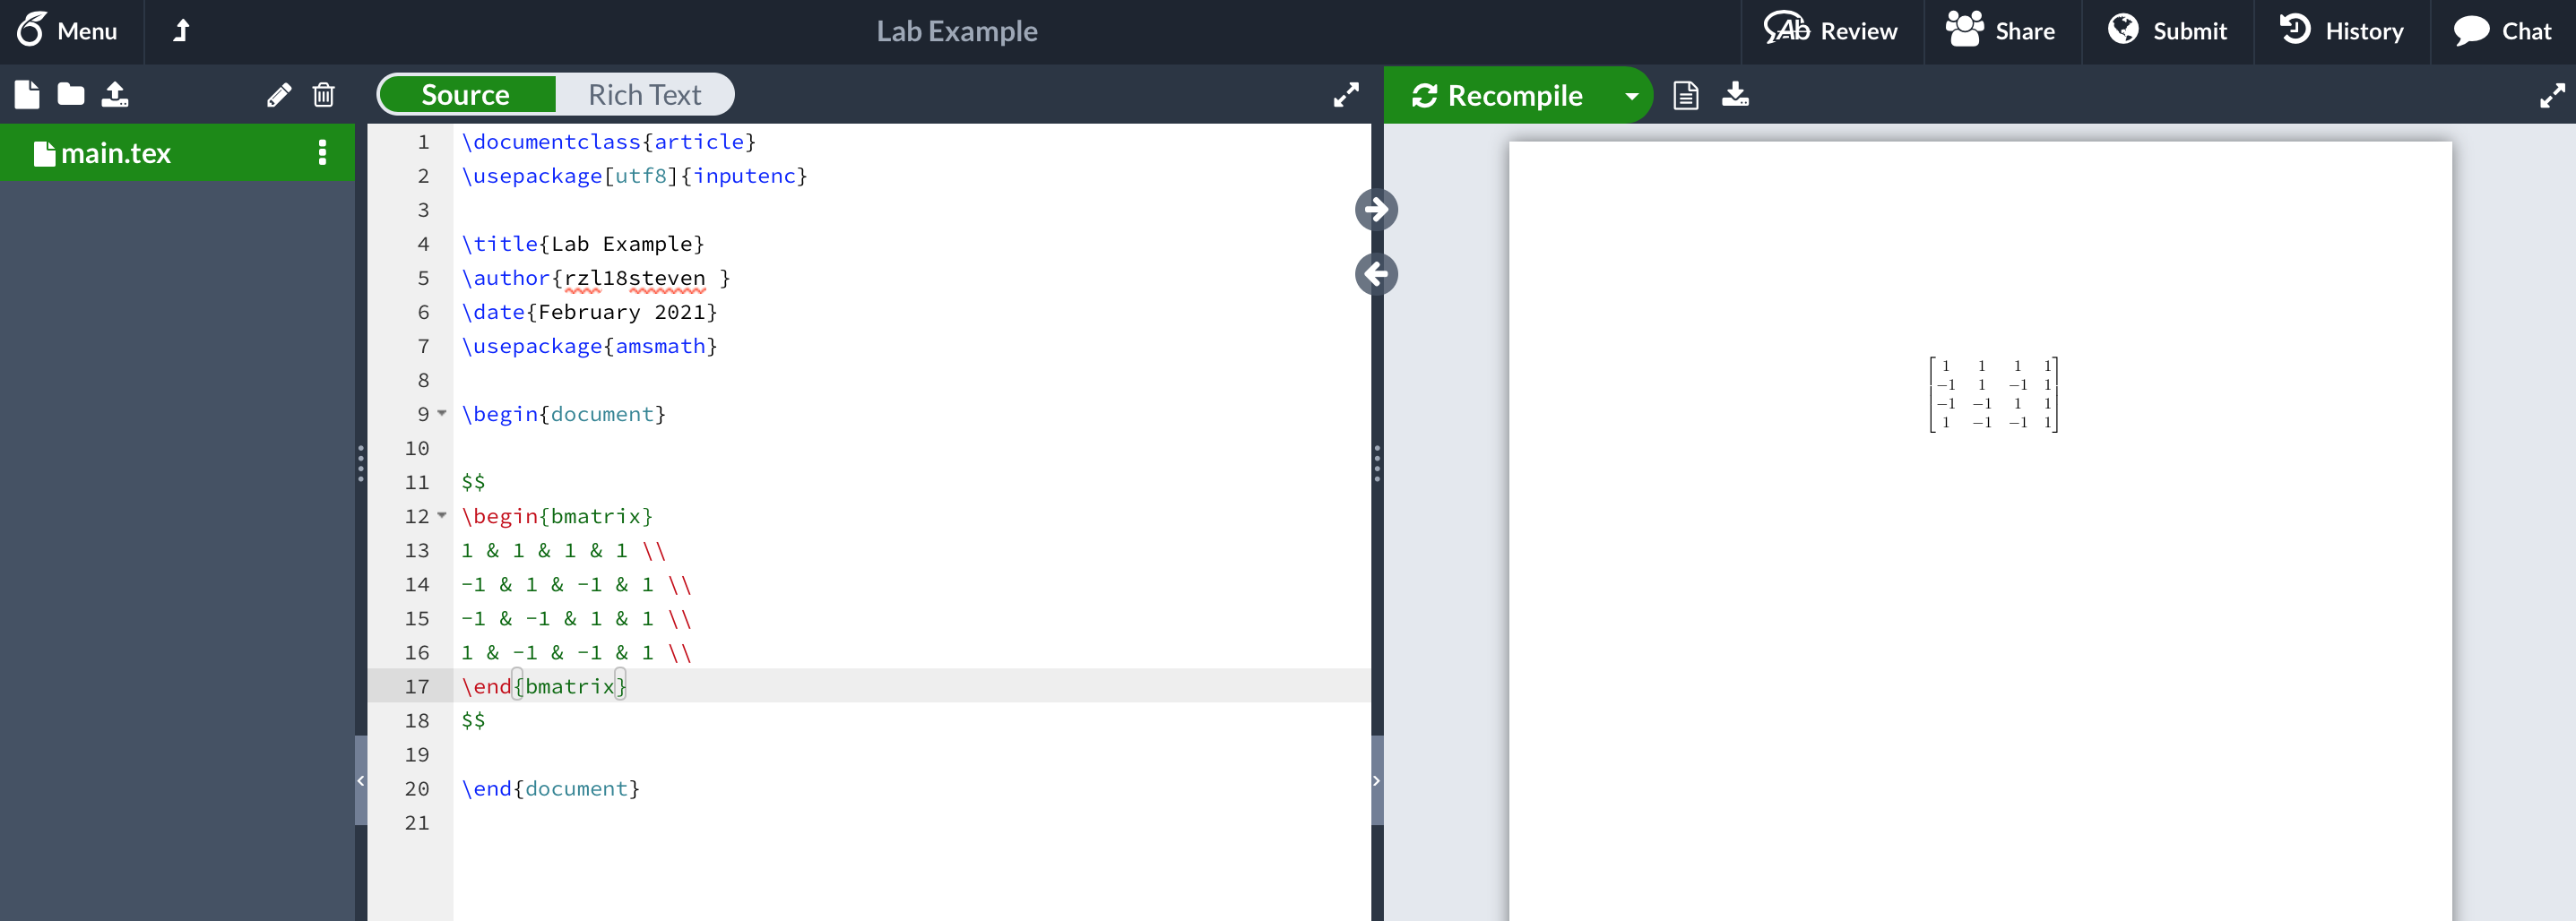 Menu
Lab Example
Review
Share
Submit
History
Chat
Source
Rich Text
Recompile
main.tex
1 \documentclass{article}
2 \usepackage[utf8]{inputenc}
3
4 \title{Lab Example}
5 \author{rzl18steven }
6 \date{February 2021}
7 \usepackage{amsmath}
8
9 \begin{document}
10
11 $$
12 \begin{bmatrix}
13 1 & 1 & 1 & 1 \\
14 -1 & 1 & -1 & 1 \\
15 -1 & -1 & 1 & 1 \\
16 1 & -1 & -1 & 1 \\
17 \end{bmatrix}
18 $$
19
20 \end{document}
21
1 1 1 1
−1 1 −1 1
−1 −1 1 1
1 −1 −1 1